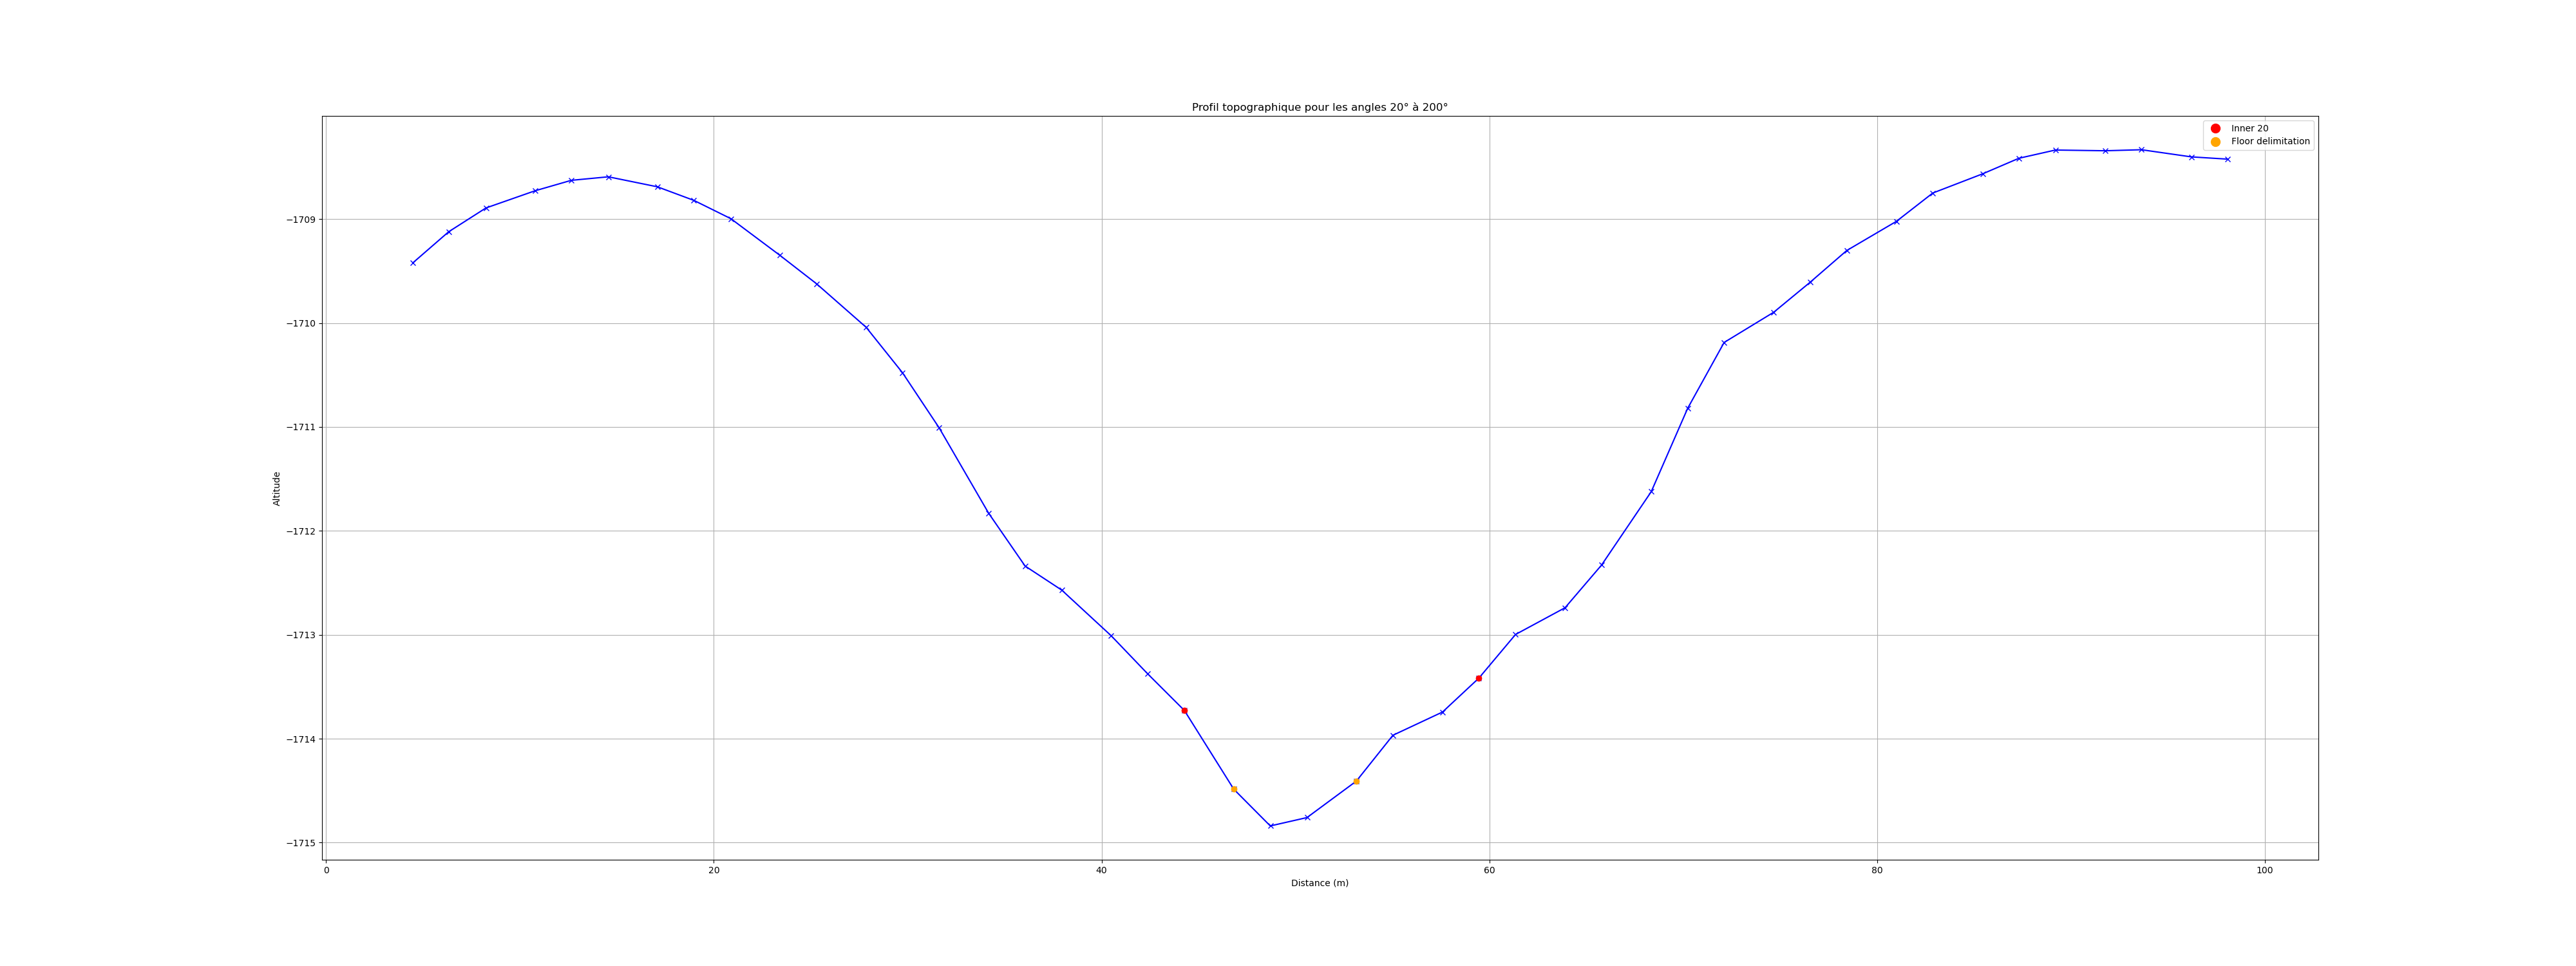 Profil topographique pour les angles 20° à 200°
Inner 20
Floor delimitation
−1709
−1710
−1711
−1712
−1713
−1714
−1715
Altitude
0 20 40 60 80 100
Distance (m)